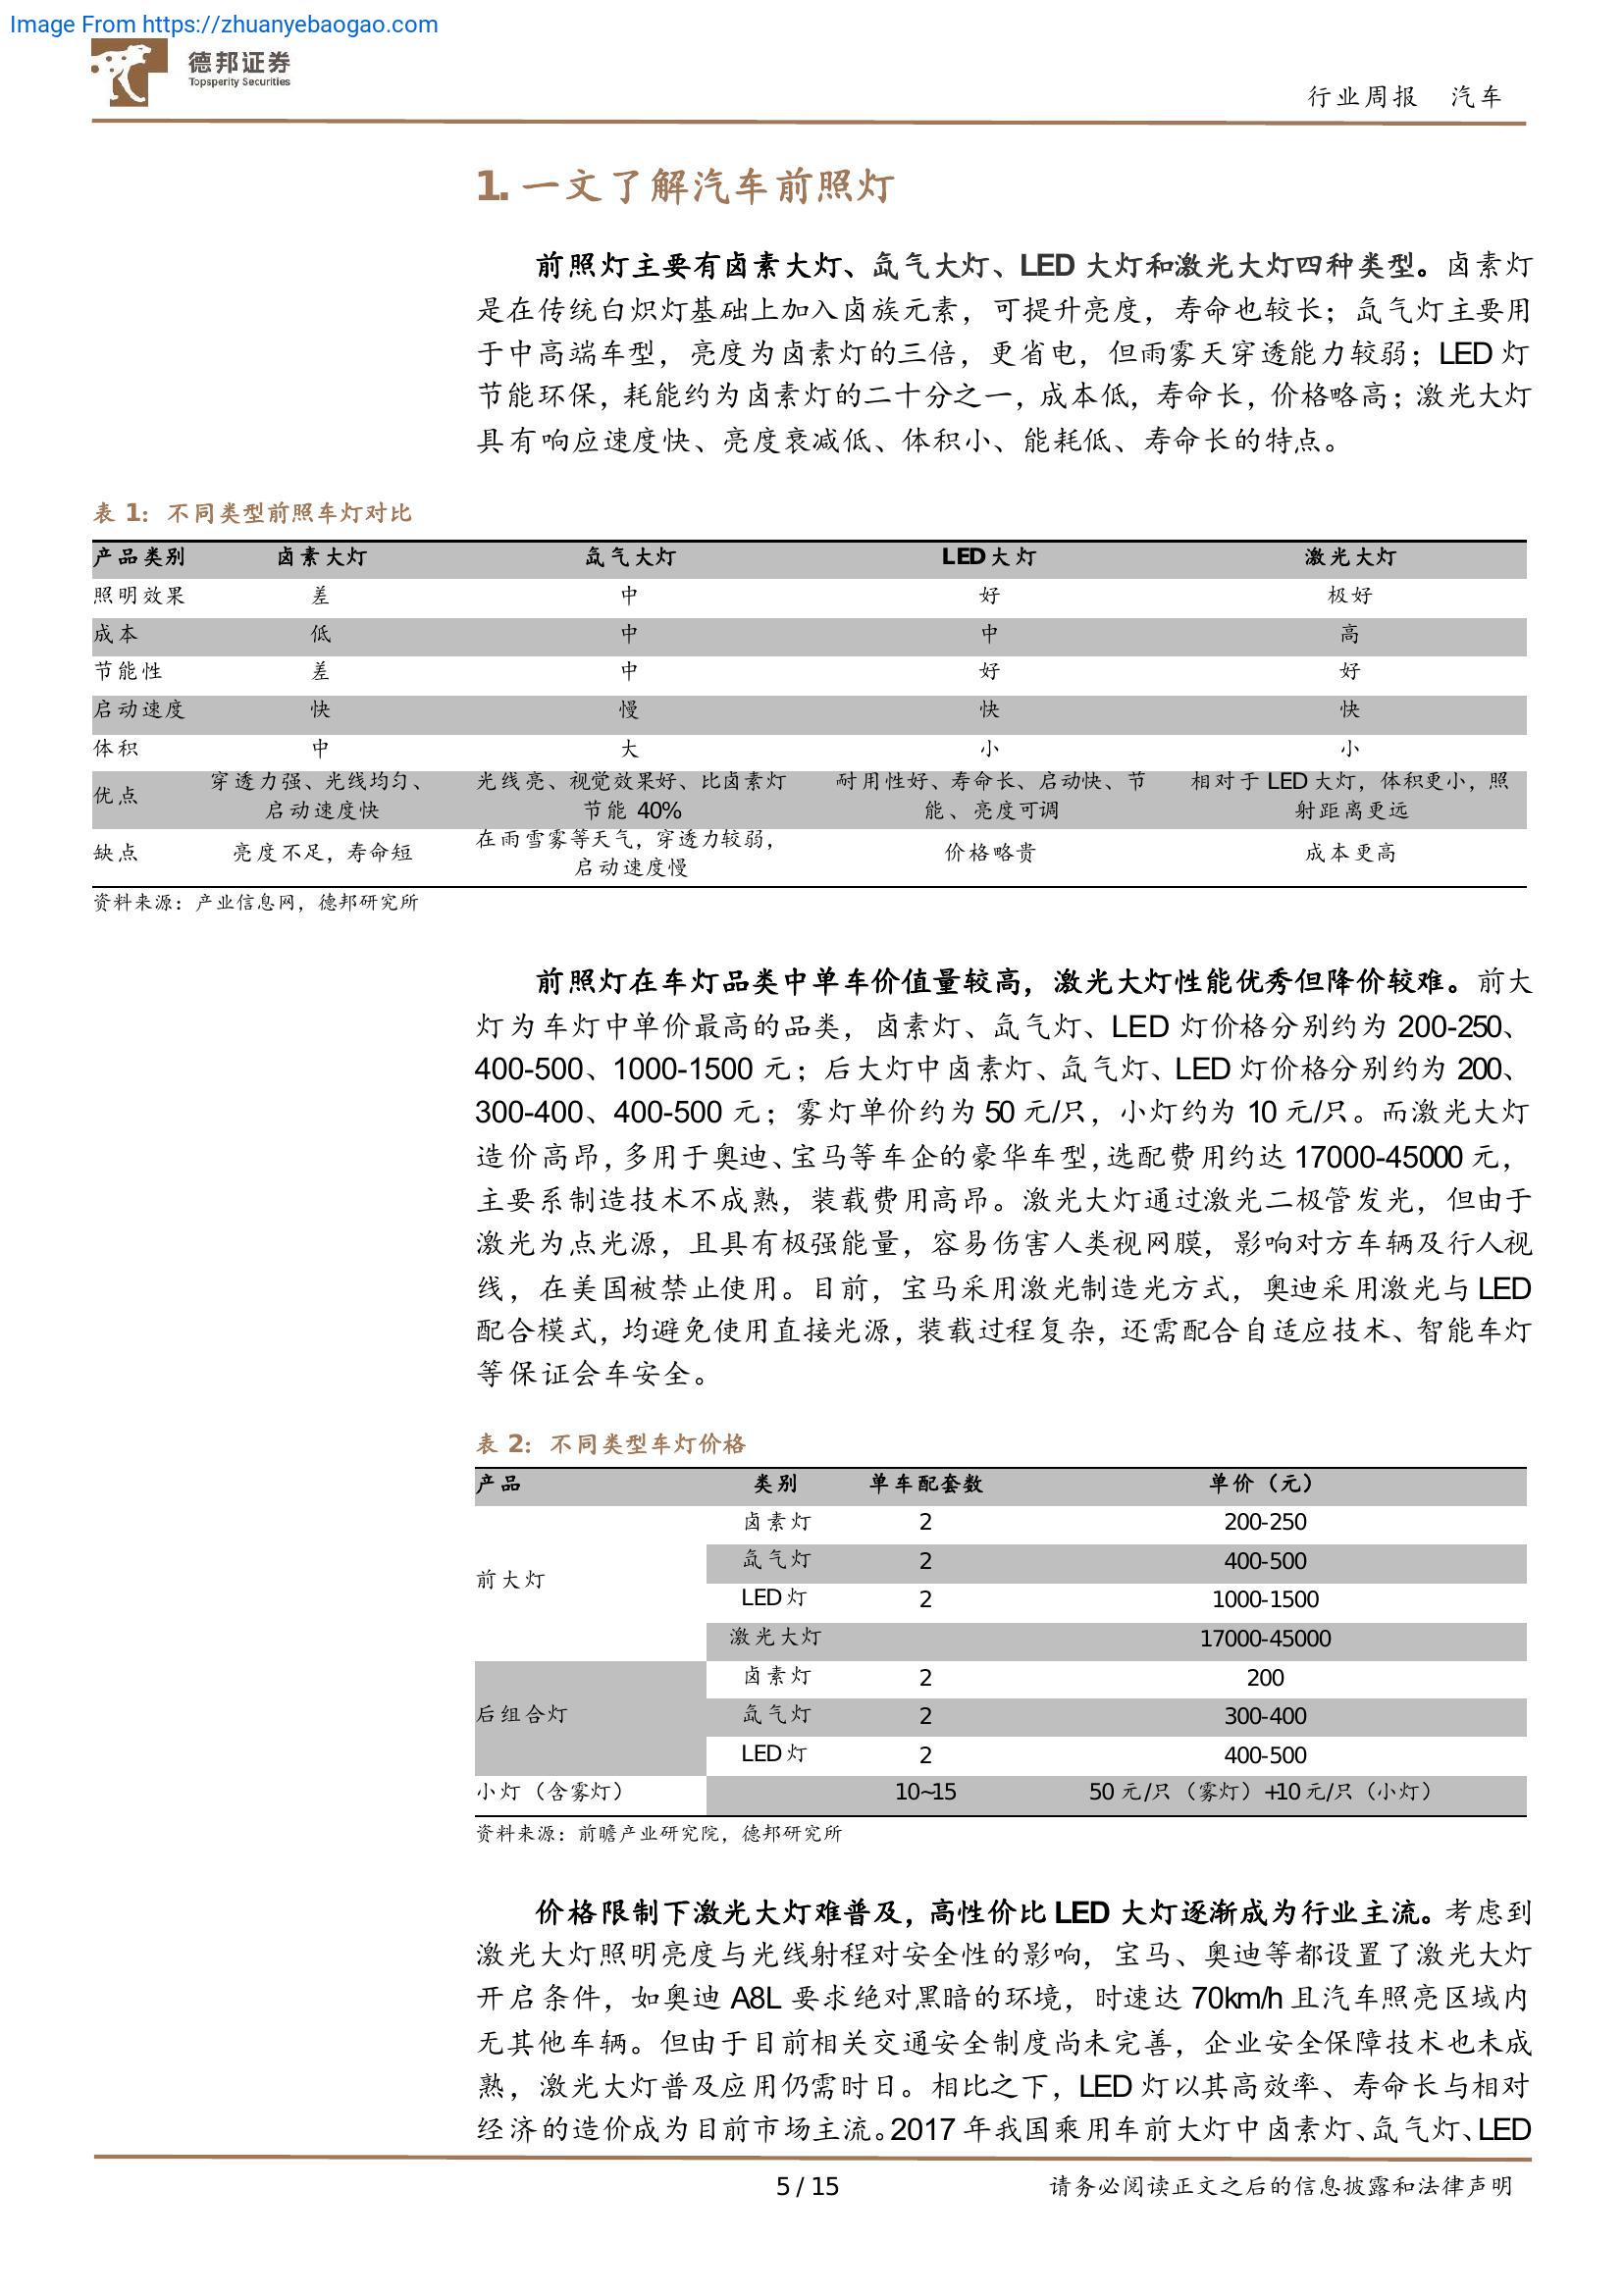 Image From https://zhuanyebaogao.com
德邦证券
Topsperity Securities
行业周报 汽车
1. 一文了解汽车前照灯
前照灯主要有卤素大灯、氙气大灯、LED 大灯和激光大灯四种类型。卤素灯
是在传统白炽灯基础上加入卤族元素，可提升亮度，寿命也较长；氙气灯主要用
于中高端车型，亮度为卤素灯的三倍，更省电，但雨雾天穿透能力较弱；LED 灯
节能环保，耗能约为卤素灯的二十分之一，成本低，寿命长，价格略高；激光大灯
具有响应速度快、亮度衰减低、体积小、能耗低、寿命长的特点。
表 1：不同类型前照车灯对比
产品类别 卤素大灯 氙气大灯 LED大灯 激光大灯
照明效果 差 中 好 极好
成本 低 中 中 高
节能性 差 中 好 好
启动速度 快 慢 快 快
体积 中 大 小 小
优点 穿透力强、光线均匀、 光线亮、视觉效果好、比卤素灯 耐用性好、寿命长、启动快、节 相对于 LED大灯，体积更小，照
启动速度快 节能 40% 能、亮度可调 射距离更远
缺点 亮度不足，寿命短 在雨雪雾等天气，穿透力较弱， 价格略贵 成本更高
启动速度慢
资料来源：产业信息网，德邦研究所
前照灯在车灯品类中单车价值量较高，激光大灯性能优秀但降价较难。前大
灯为车灯中单价最高的品类，卤素灯、氙气灯、LED 灯价格分别约为 200-250、
400-500、1000-1500 元；后大灯中卤素灯、氙气灯、LED 灯价格分别约为 200、
300-400、400-500 元；雾灯单价约为 50 元/只，小灯约为 10 元/只。而激光大灯
造价高昂，多用于奥迪、宝马等车企的豪华车型，选配费用约达 17000-45000 元，
主要系制造技术不成熟，装载费用高昂。激光大灯通过激光二极管发光，但由于
激光为点光源，且具有极强能量，容易伤害人类视网膜，影响对方车辆及行人视
线，在美国被禁止使用。目前，宝马采用激光制造光方式，奥迪采用激光与 LED
配合模式，均避免使用直接光源，装载过程复杂，还需配合自适应技术、智能车灯
等保证会车安全。
表 2：不同类型车灯价格
产品 类别 单车配套数 单价（元）
前大灯 卤素灯 2 200-250
氙气灯 2 400-500
LED灯 2 1000-1500
激光大灯 17000-45000
后组合灯 卤素灯 2 200
氙气灯 2 300-400
LED灯 2 400-500
小灯（含雾灯） 10~15 50 元/只（雾灯）+10元/只（小灯）
资料来源：前瞻产业研究院，德邦研究所
价格限制下激光大灯难普及，高性价比 LED 大灯逐渐成为行业主流。考虑到
激光大灯照明亮度与光线射程对安全性的影响，宝马、奥迪等都设置了激光大灯
开启条件，如奥迪 A8L 要求绝对黑暗的环境，时速达 70km/h 且汽车照亮区域内
无其他车辆。但由于目前相关交通安全制度尚未完善，企业安全保障技术也未成
熟，激光大灯普及应用仍需时日。相比之下，LED 灯以其高效率、寿命长与相对
经济的造价成为目前市场主流。2017 年我国乘用车前大灯中卤素灯、氙气灯、LED
5 / 15
请务必阅读正文之后的信息披露和法律声明